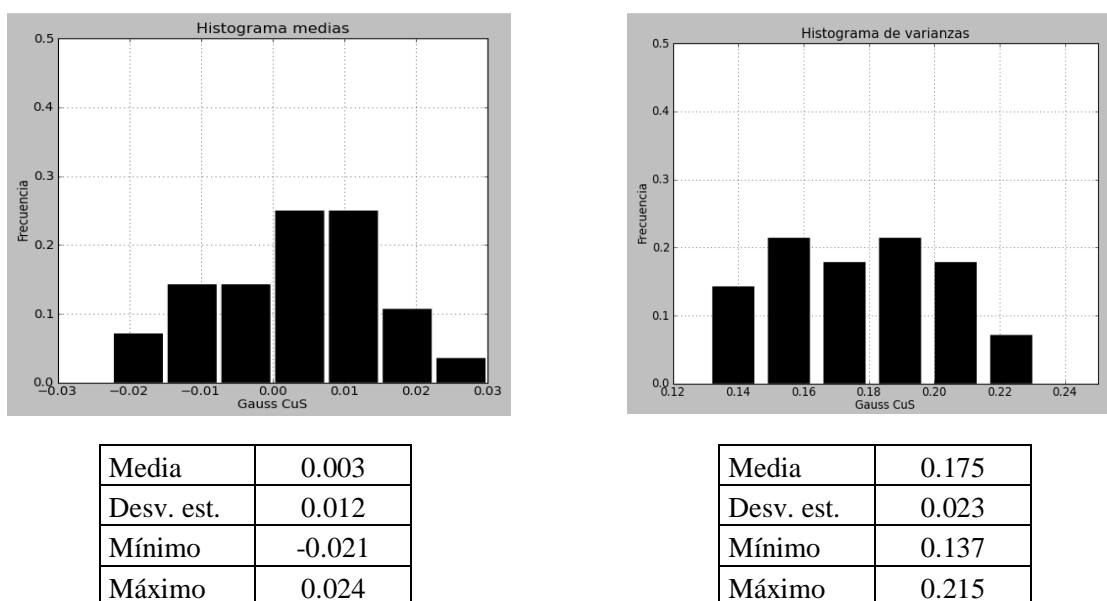 Histograma medias
0.5
0.4
0.3
0.2
0.1
0.0
Frecuencia
−0.03 −0.02 −0.01 0.00 0.01 0.02 0.03
Gauss CuS
Media 0.003
Desv. est. 0.012
Mínimo -0.021
Máximo 0.024
Histograma de varianzas
0.5
0.4
0.3
0.2
0.1
0.0
Frecuencia
0.12 0.14 0.16 0.18 0.20 0.22 0.24
Gauss CuS
Media 0.175
Desv. est. 0.023
Mínimo 0.137
Máximo 0.215